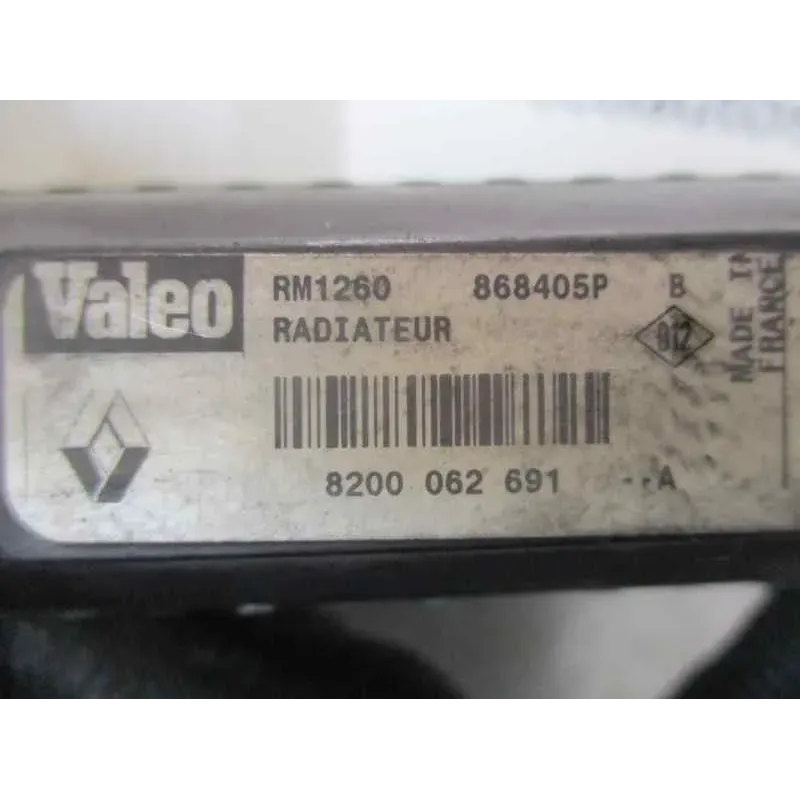 Valeo
RM1260 868405P B
RADIATEUR
912
MADE IN
FRANCE
8200 062 691 --A